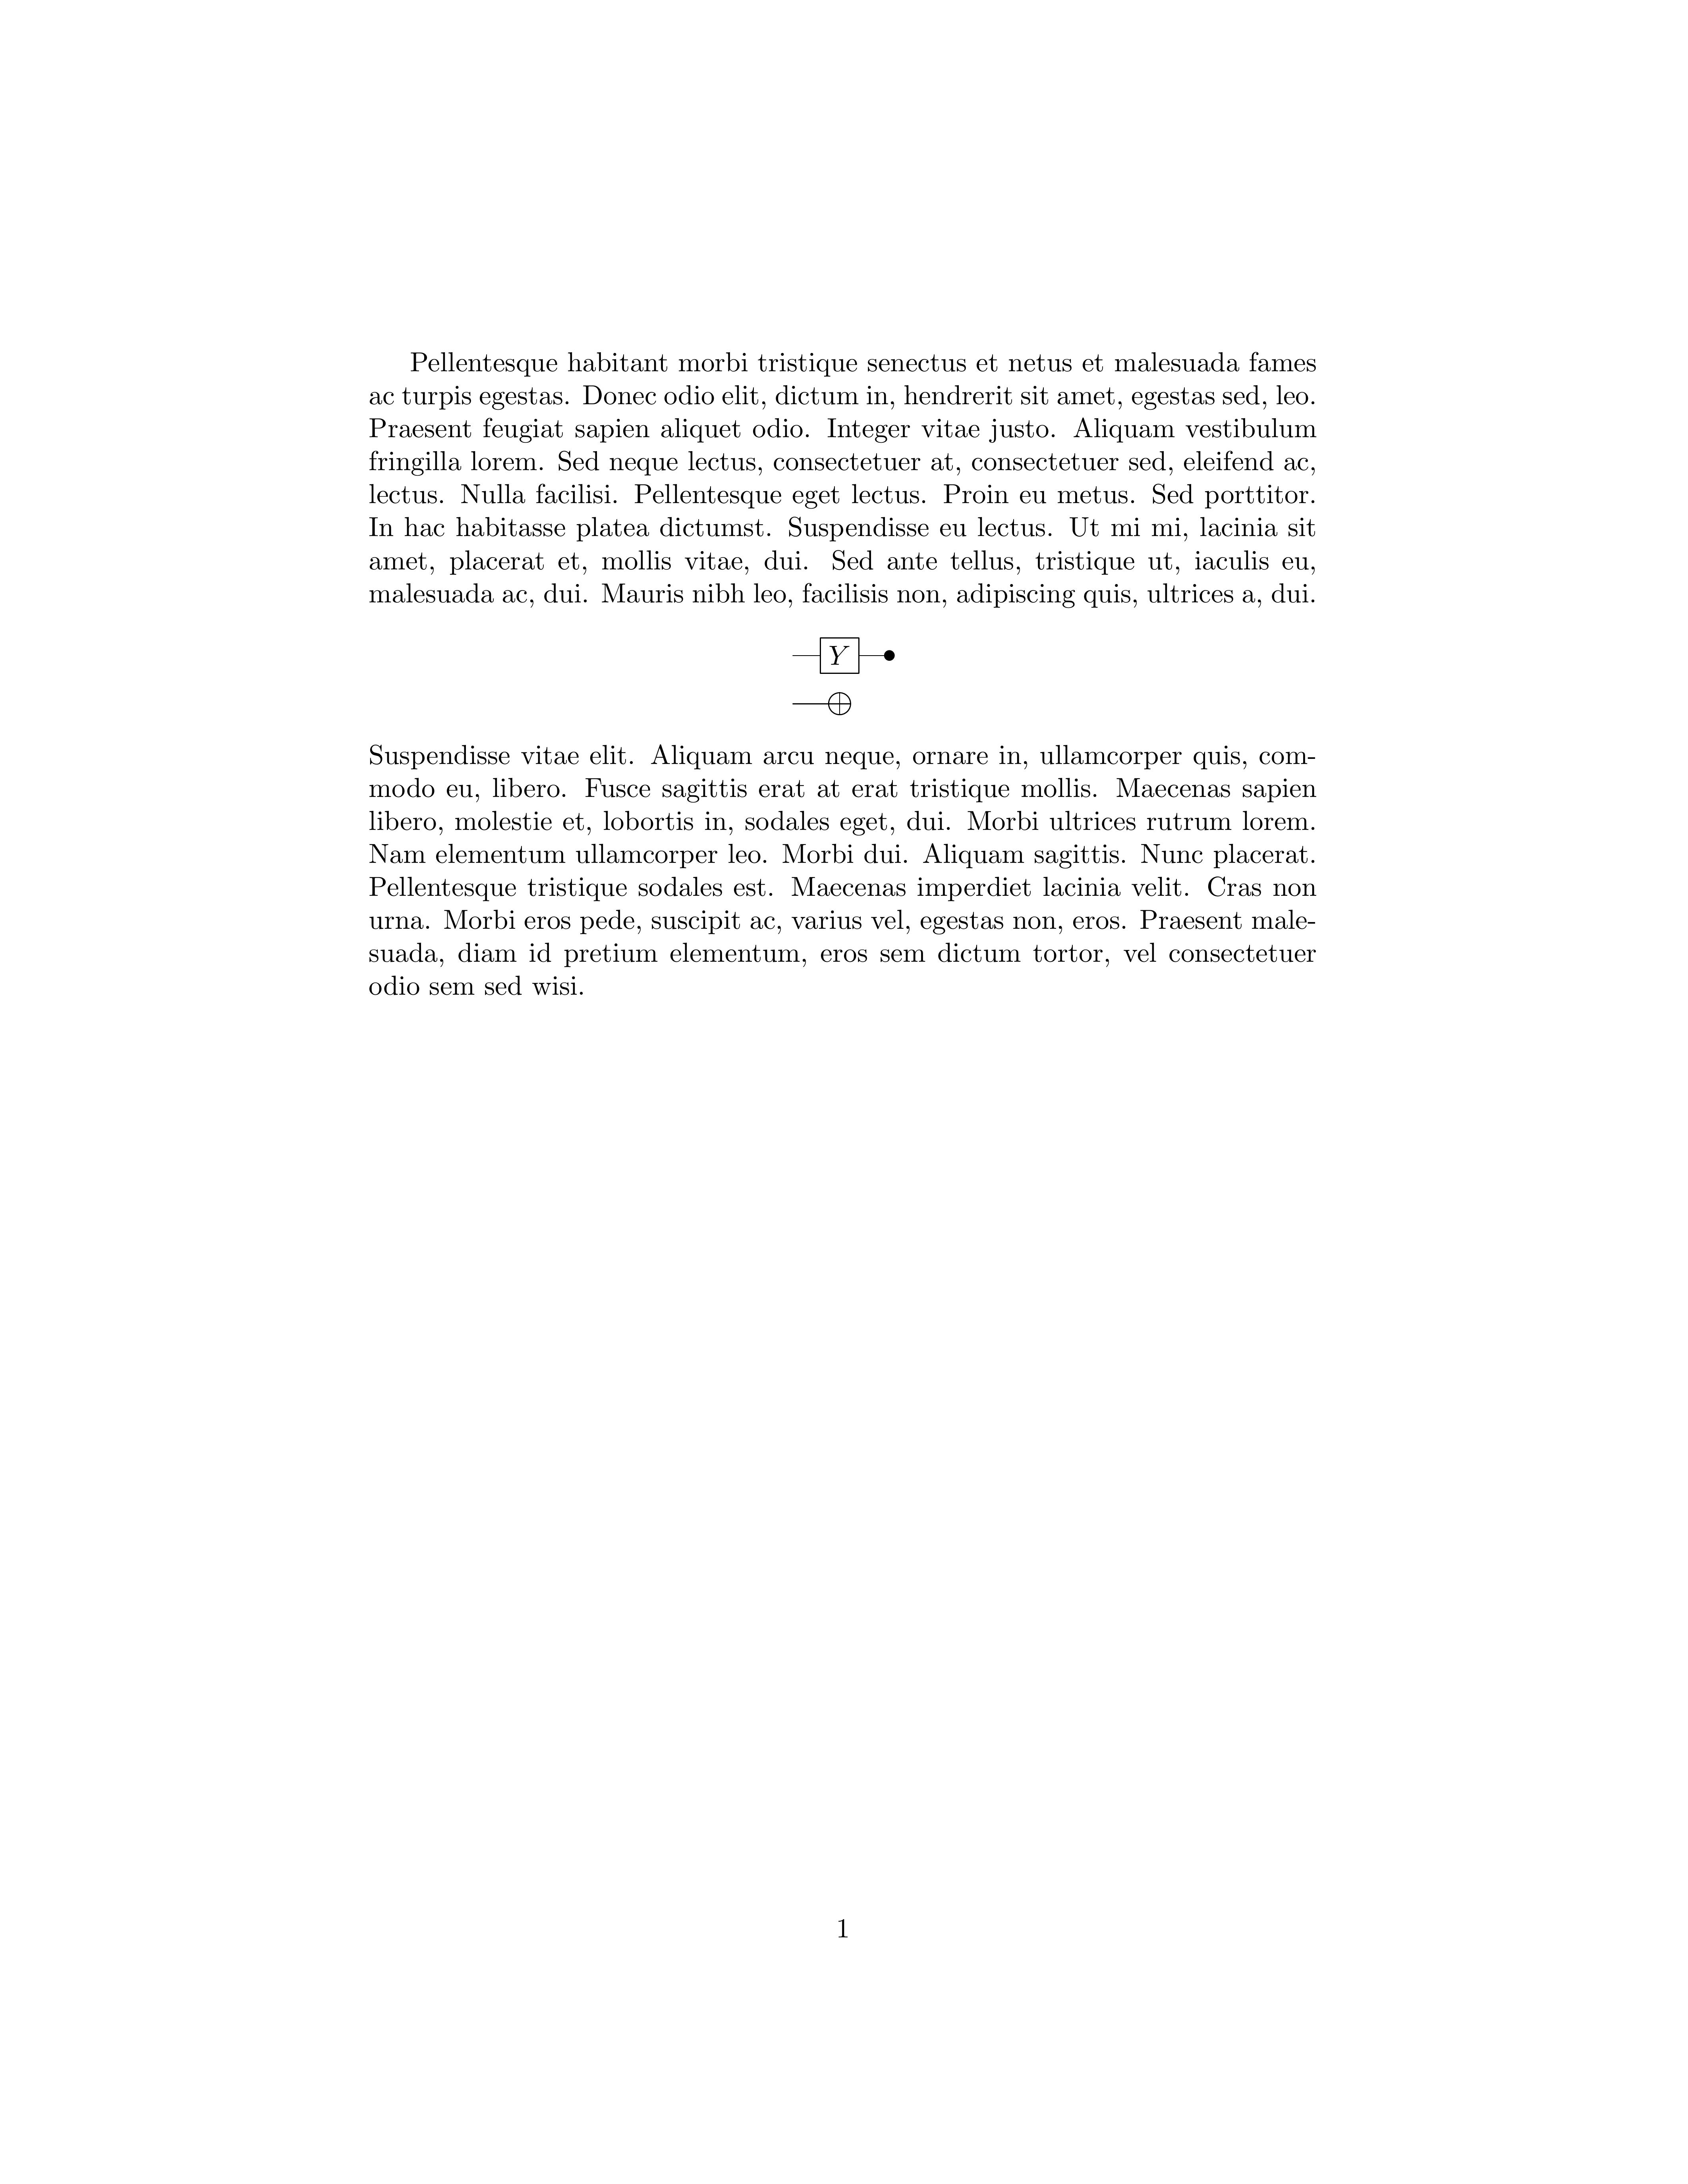 Pellentesque habitant morbi tristique senectus et netus et malesuada fames
ac turpis egestas. Donec odio elit, dictum in, hendrerit sit amet, egestas sed, leo.
Praesent feugiat sapien aliquet odio. Integer vitae justo. Aliquam vestibulum
fringilla lorem. Sed neque lectus, consectetuer at, consectetuer sed, eleifend ac,
lectus. Nulla facilisi. Pellentesque eget lectus. Proin eu metus. Sed porttitor.
In hac habitasse platea dictumst. Suspendisse eu lectus. Ut mi mi, lacinia sit
amet, placerat et, mollis vitae, dui. Sed ante tellus, tristique ut, iaculis eu,
malesuada ac, dui. Mauris nibh leo, facilisis non, adipiscing quis, ultrices a, dui.
Y
Suspendisse vitae elit. Aliquam arcu neque, ornare in, ullamcorper quis, com-
modo eu, libero. Fusce sagittis erat at erat tristique mollis. Maecenas sapien
libero, molestie et, lobortis in, sodales eget, dui. Morbi ultrices rutrum lorem.
Nam elementum ullamcorper leo. Morbi dui. Aliquam sagittis. Nunc placerat.
Pellentesque tristique sodales est. Maecenas imperdiet lacinia velit. Cras non
urna. Morbi eros pede, suscipit ac, varius vel, egestas non, eros. Praesent male-
suada, diam id pretium elementum, eros sem dictum tortor, vel consectetuer
odio sem sed wisi.
1